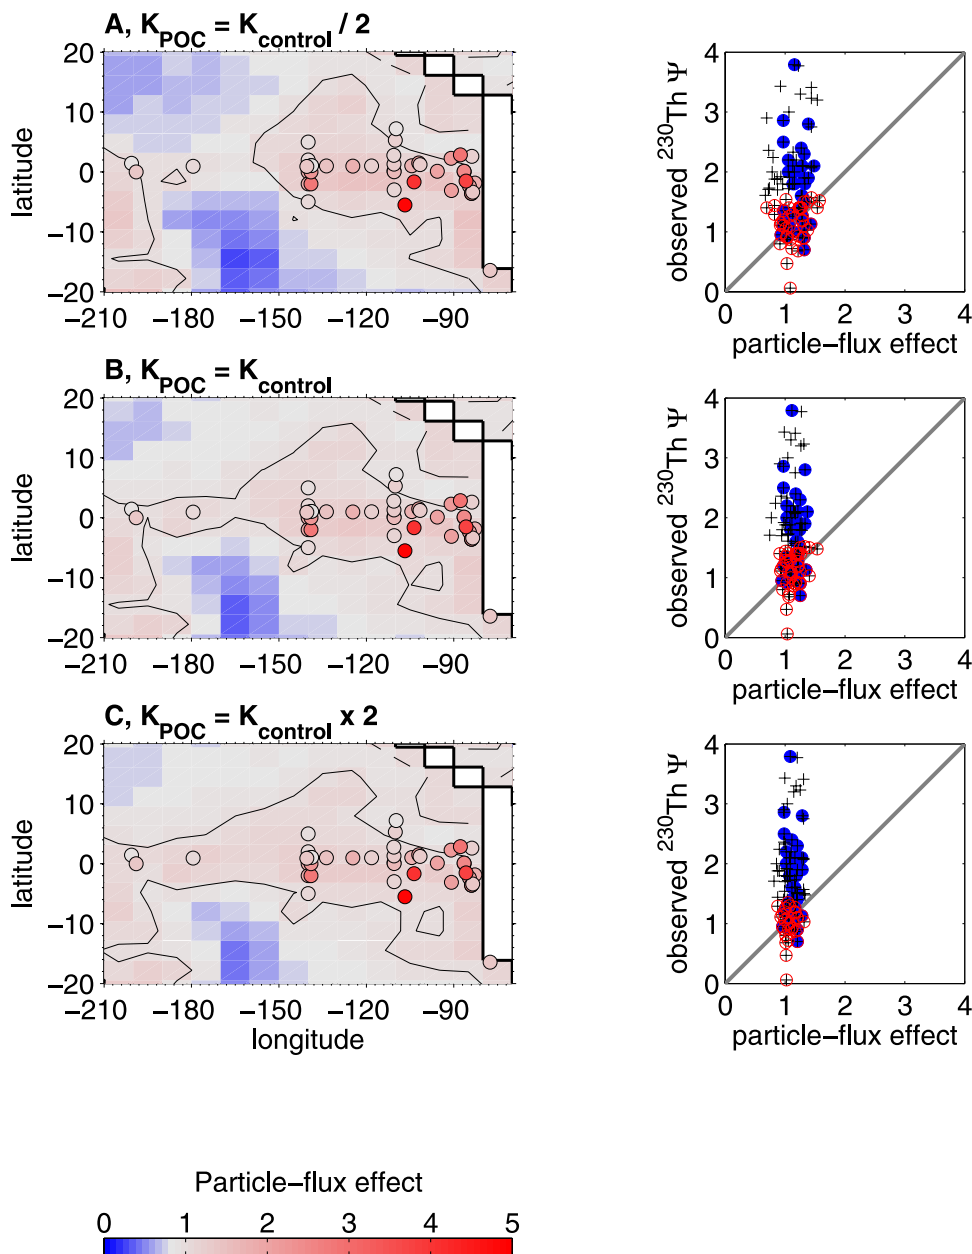 A, K_POC = K_control / 2
20
10
0
−10
−20
latitude
−210 −180 −150 −120 −90
4
3
2
1
0
observed ²³⁰Th Ψ
0 1 2 3 4
particle−flux effect
B, K_POC = K_control
20
10
0
−10
−20
latitude
−210 −180 −150 −120 −90
4
3
2
1
0
observed ²³⁰Th Ψ
0 1 2 3 4
particle−flux effect
C, K_POC = K_control x 2
20
10
0
−10
−20
latitude
−210 −180 −150 −120 −90
longitude
4
3
2
1
0
observed ²³⁰Th Ψ
0 1 2 3 4
particle−flux effect
Particle−flux effect
0 1 2 3 4 5